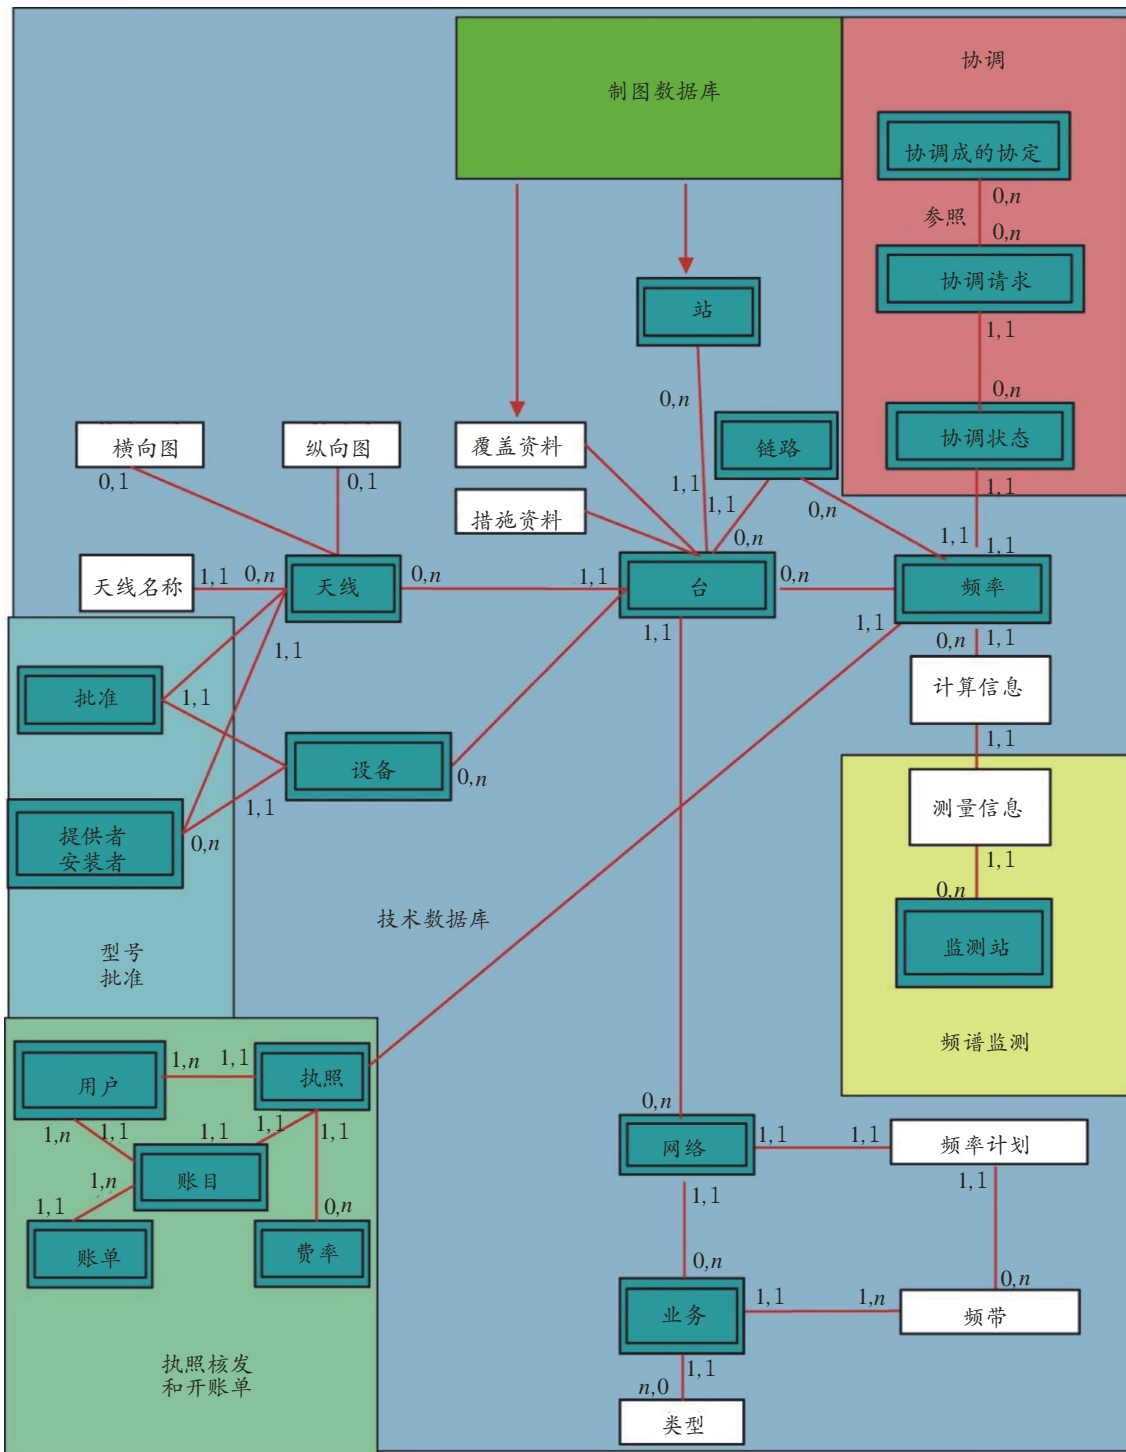 协调
制图数据库
协调成的协定
0,n
参照
0,n
协调请求
站
1,1
0,n
0,n
横向图
纵向图
覆盖资料
链路
协调状态
0,1
0,1
1,1
1,1
1,1
0,n
措施资料
0,n
1,1
1,1
天线名称
1,1
0,n
天线
0,n
1,1
台
0,n
频率
1,1
1,1
1,1
0,n
1,1
批准
1,1
计算信息
1,1
设备
0,n
测量信息
1,1
提供者
安装者
0,n
1,1
0,n
技术数据库
监测站
型号
批准
频谱监测
用户
1,n
1,1
执照
0,n
1,n
1,1
1,1
1,1
1,1
网络
1,1
1,1
频率计划
账目
1,n
1,1
1,1
1,1
0,n
账单
费率
0,n
0,n
业务
1,1
1,n
频带
执照核发
和开账单
1,1
n,0
类型